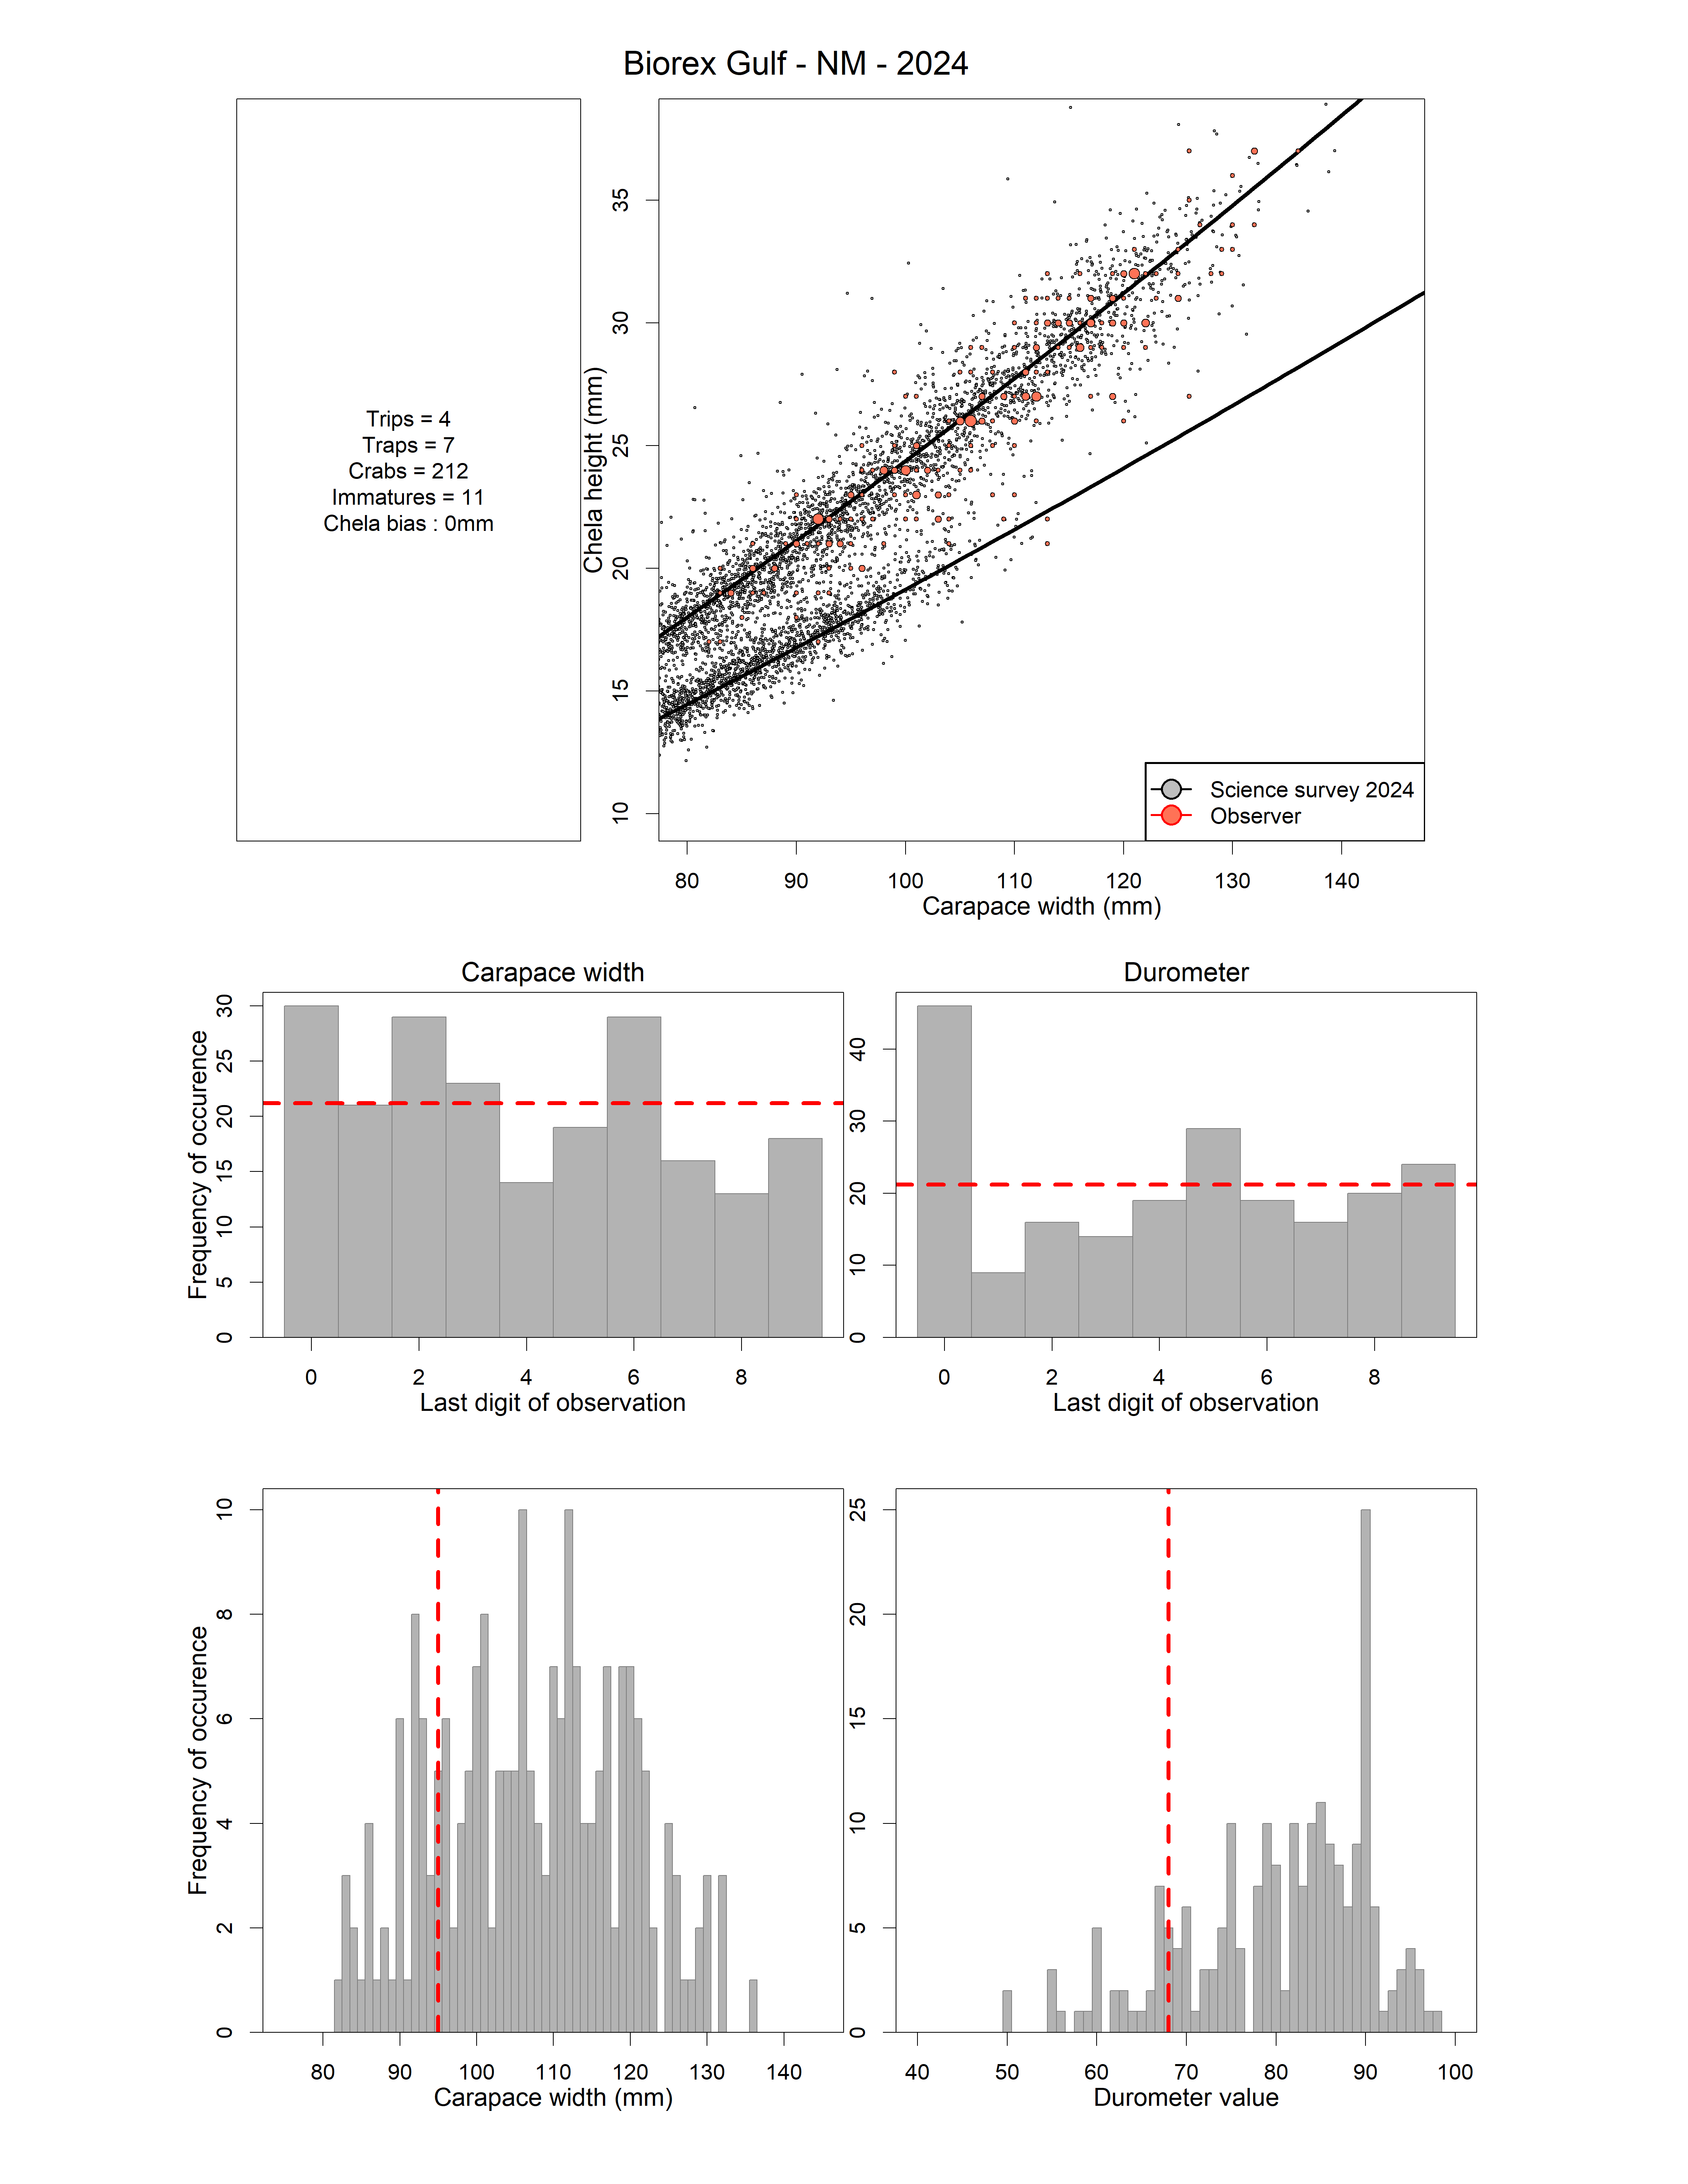 Biorex Gulf - NM - 2024
Trips = 4
Traps = 7
Crabs = 212
Immatures = 11
Chela bias : 0mm
Chela height (mm)
35
30
25
20
15
10
Science survey 2024
Observer
80 90 100 110 120 130 140
Carapace width (mm)
Carapace width
Frequency of occurence
30
25
20
15
10
5
0
0 2 4 6 8
Last digit of observation
Durometer
40
30
20
10
0
0 2 4 6 8
Last digit of observation
Frequency of occurence
10
8
6
4
2
0
80 90 100 110 120 130 140
Carapace width (mm)
25
20
15
10
5
0
40 50 60 70 80 90 100
Durometer value